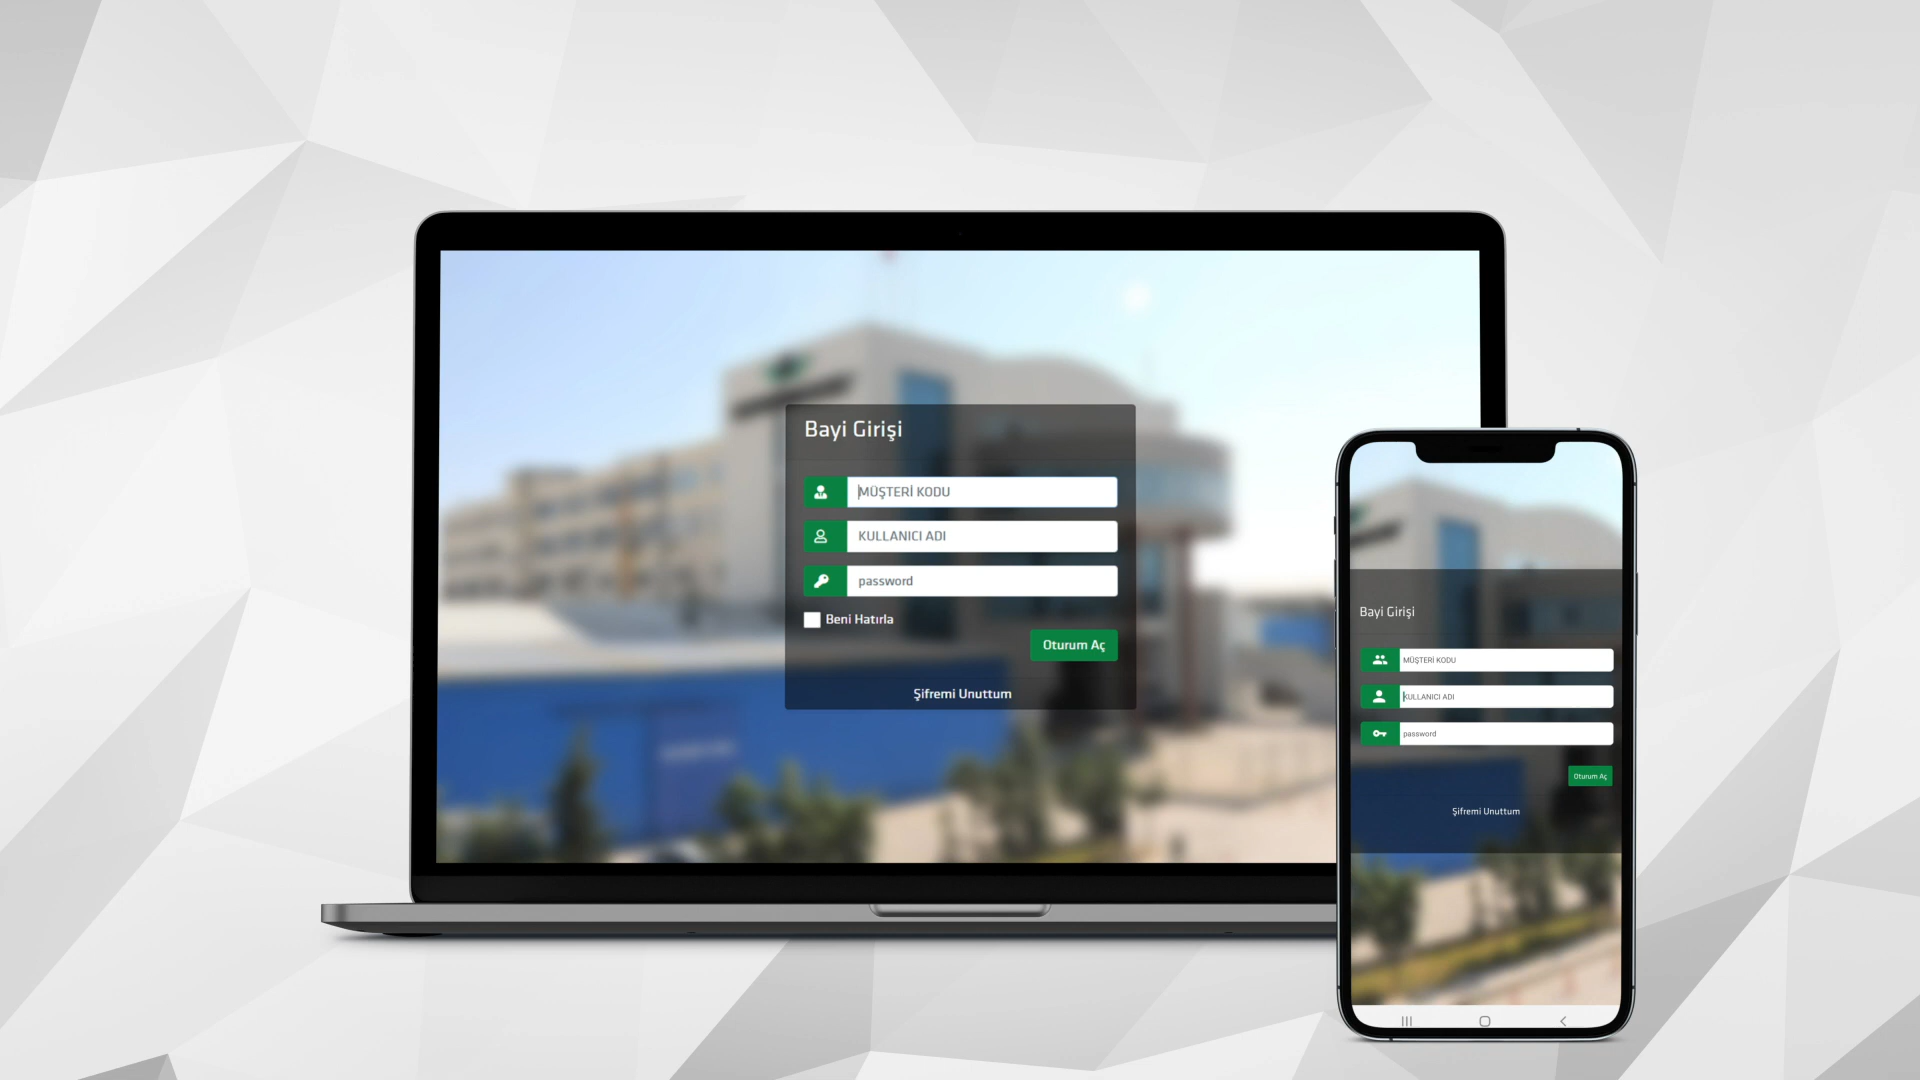 Bayi Girişi
MÜŞTERİ KODU
KULLANICI ADI
password
Beni Hatırla
Oturum Aç
Şifremi Unuttum
Bayi Girişi
MÜŞTERİ KODU
KULLANICI ADI
password
Oturum Aç
Şifremi Unuttum